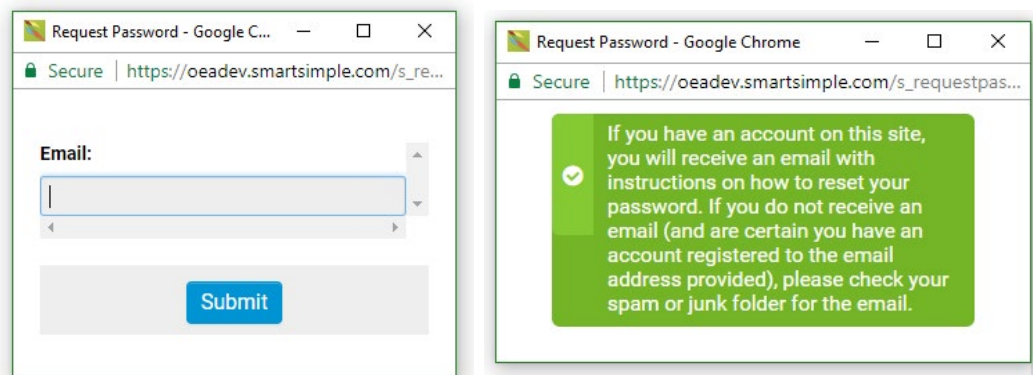 Request Password - Google C...
Secure | https://oeadev.smartsimple.com/s_re...
Email:
Submit
Request Password - Google Chrome
Secure | https://oeadev.smartsimple.com/s_requestpas...
If you have an account on this site,
you will receive an email with
instructions on how to reset your
password. If you do not receive an
email (and are certain you have an
account registered to the email
address provided), please check your
spam or junk folder for the email.